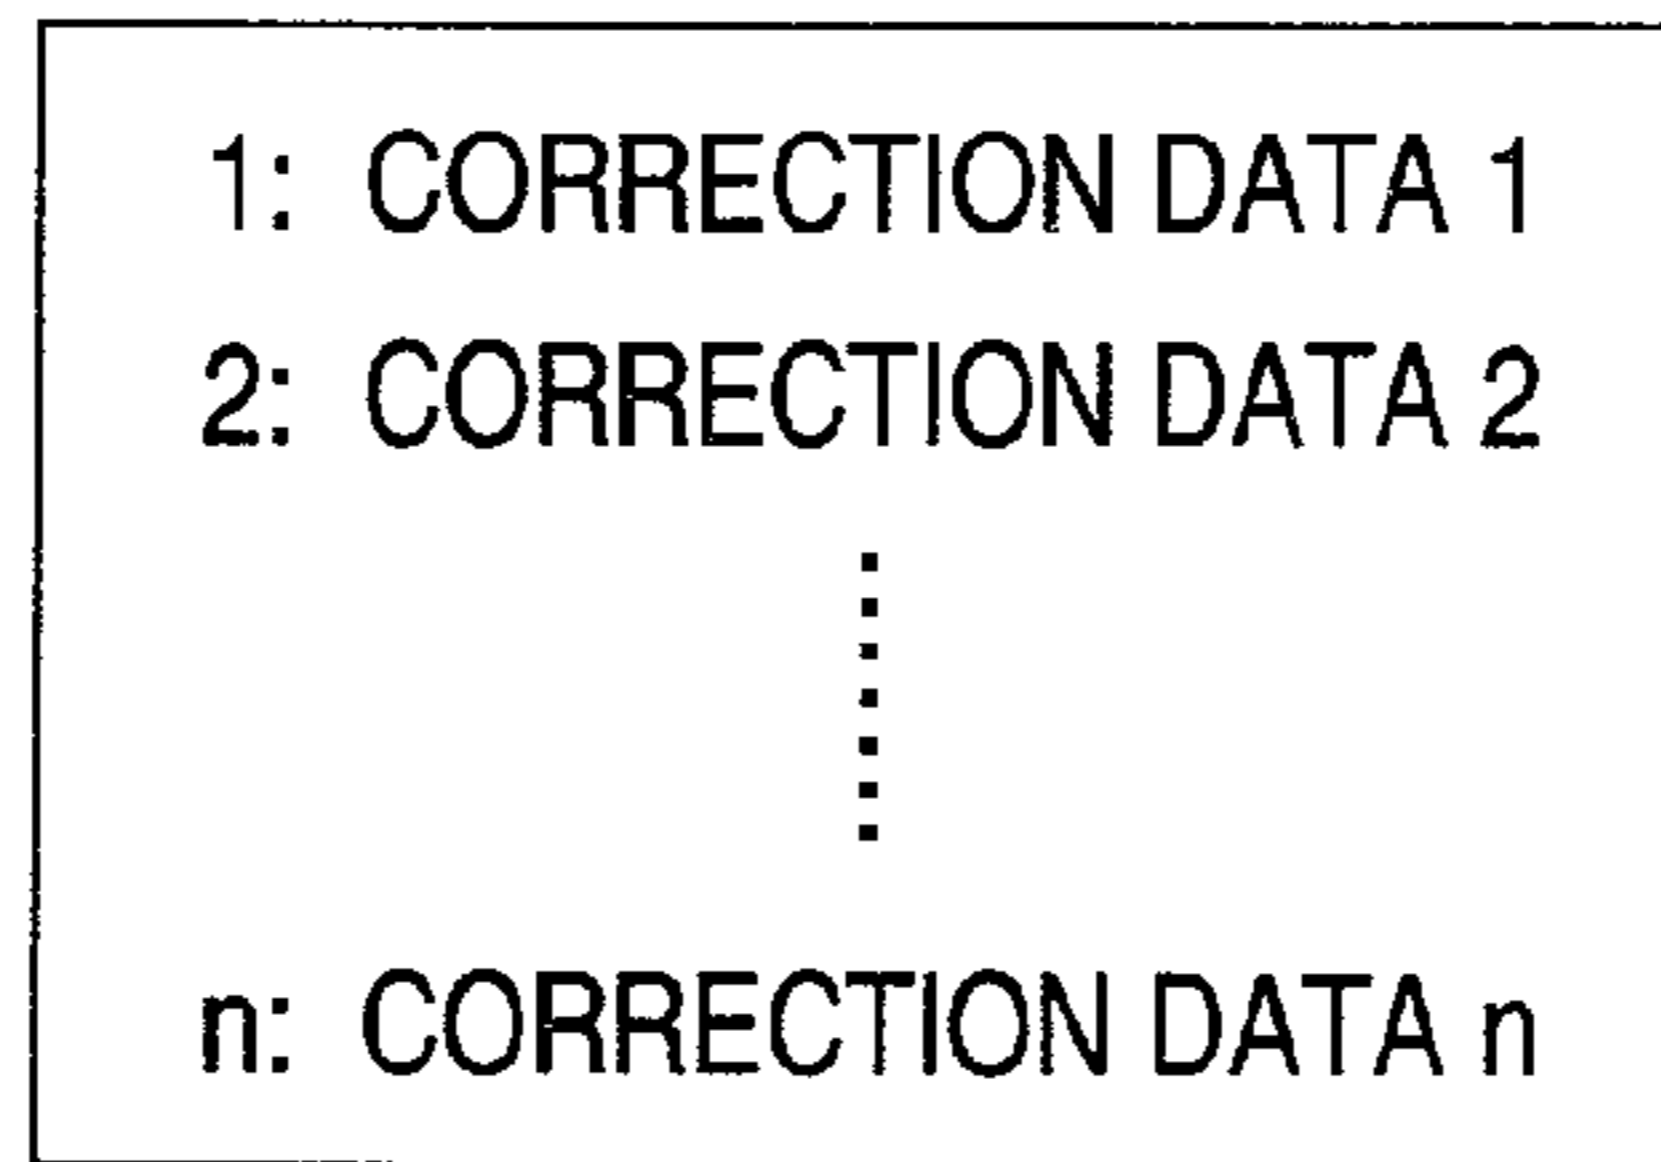 1: CORRECTION DATA 1
2: CORRECTION DATA 2
n: CORRECTION DATA n